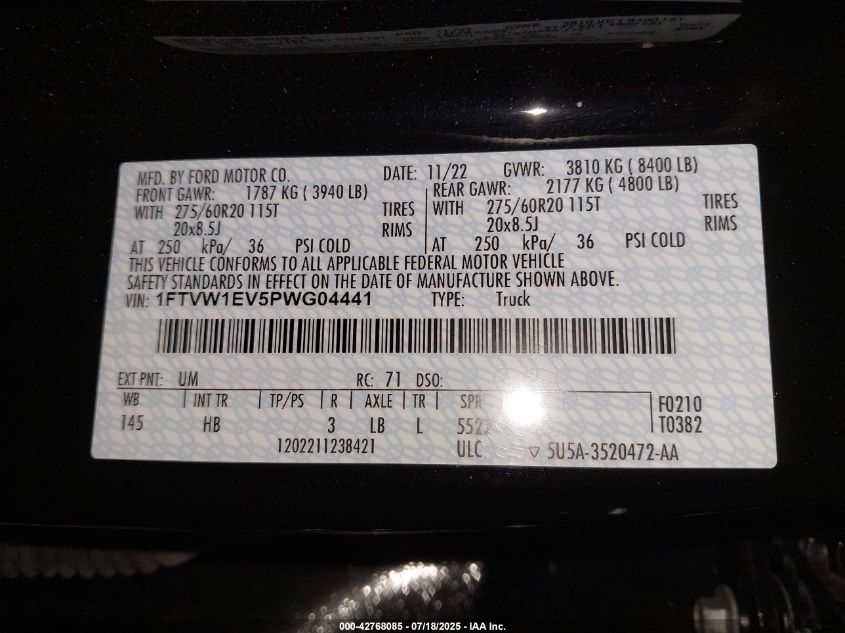 MFD. BY FORD MOTOR CO. DATE: 11/22 GVWR: 3810 KG ( 8400 LB)
FRONT GAWR: 1787 KG ( 3940 LB) REAR GAWR: 2177 KG ( 4800 LB)
WITH 275/60R20 115T TIRES WITH 275/60R20 115T TIRES
20x8.5J RIMS 20x8.5J RIMS
AT 250 kPa/ 36 PSI COLD AT 250 kPa/ 36 PSI COLD
THIS VEHICLE CONFORMS TO ALL APPLICABLE FEDERAL MOTOR VEHICLE
SAFETY STANDARDS IN EFFECT ON THE DATE OF MANUFACTURE SHOWN ABOVE.
VIN: 1FTVW1EV5PWG04441 TYPE: Truck
EXT PNT: UM RC: 71 DSO:
WB INT TR TP/PS R AXLE TR SPR F0210
145 HB 3 LB L T0382
1202211238421 ULC 5U5A-3520472-AA
000-42768085 - 07/18/2025 - IAA Inc.